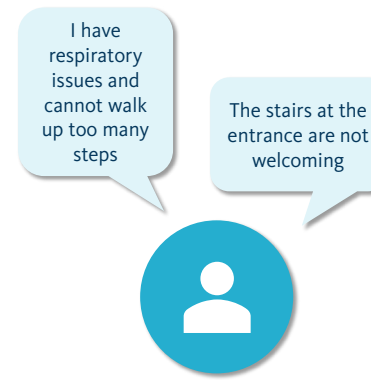 I have
respiratory
issues and
cannot walk
up too many
steps
The stairs at the
entrance are not
welcoming